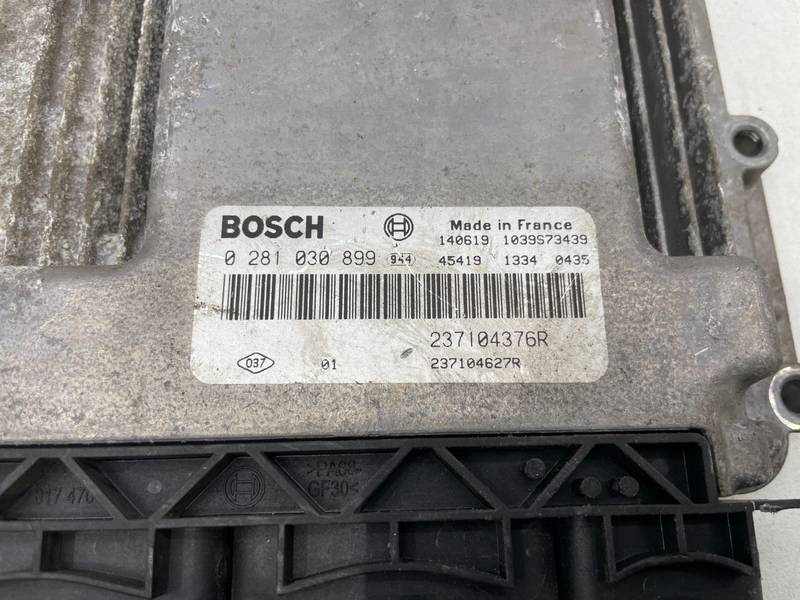 BOSCH Made in France
140619 1039S73439
0 281 030 899 944 45419 1334 0435
237104376R
037 01 237104627R
>PA66-
GF30<